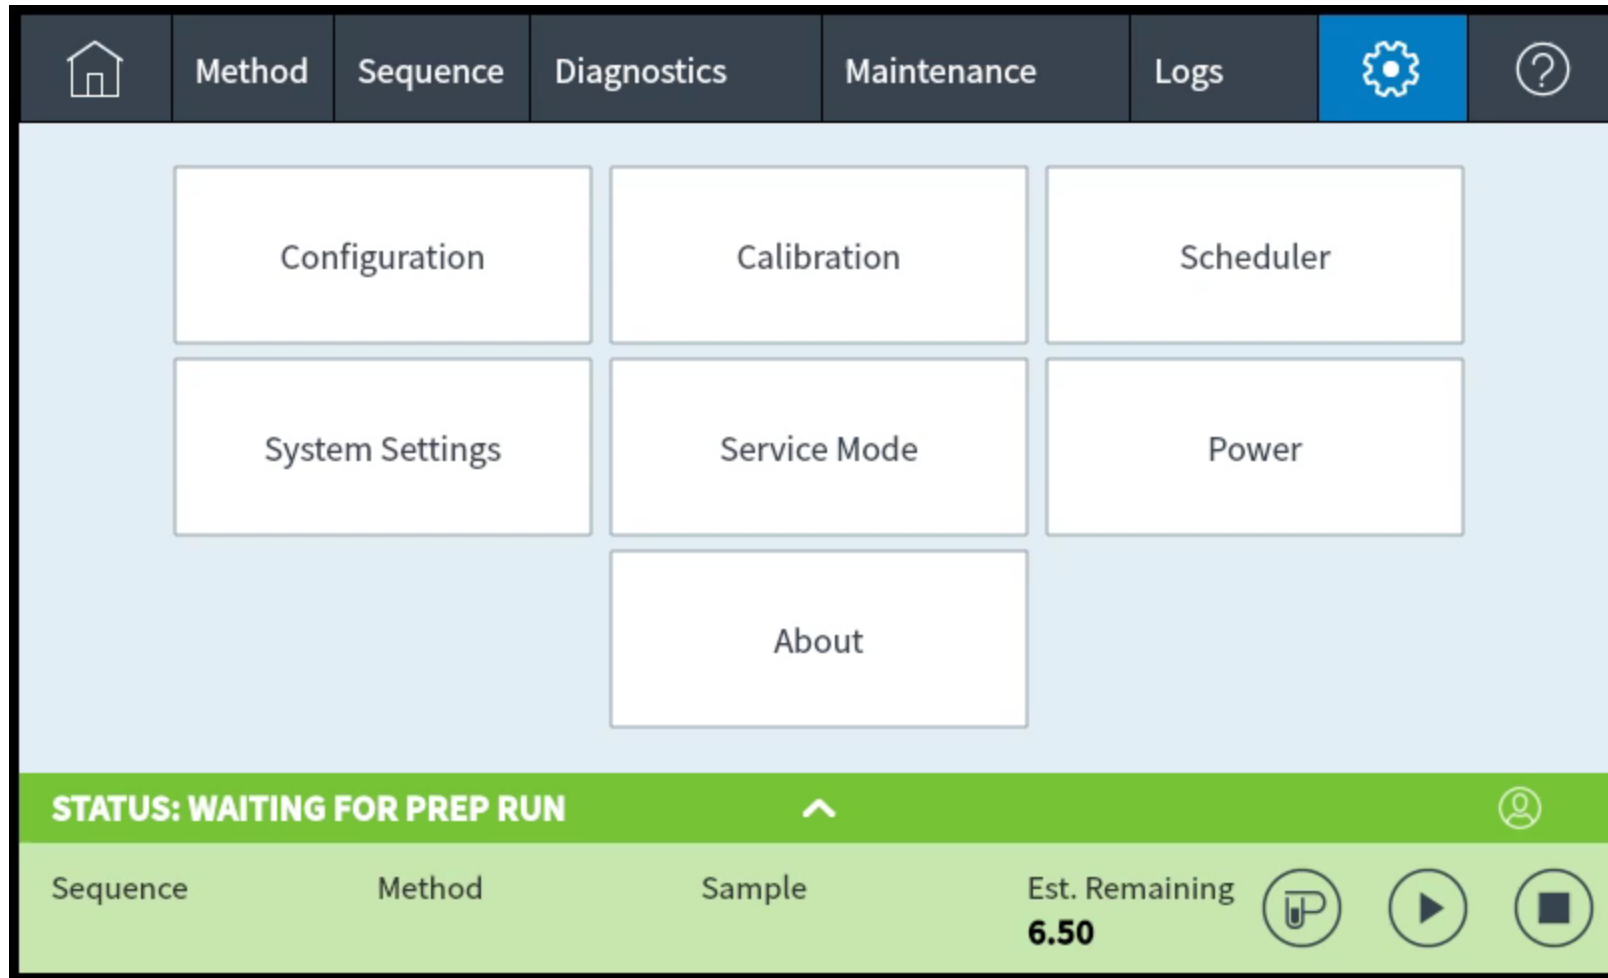 Method Sequence Diagnostics Maintenance Logs ?
Configuration Calibration Scheduler
System Settings Service Mode Power
About
STATUS: WAITING FOR PREP RUN
Sequence Method Sample Est. Remaining
6.50